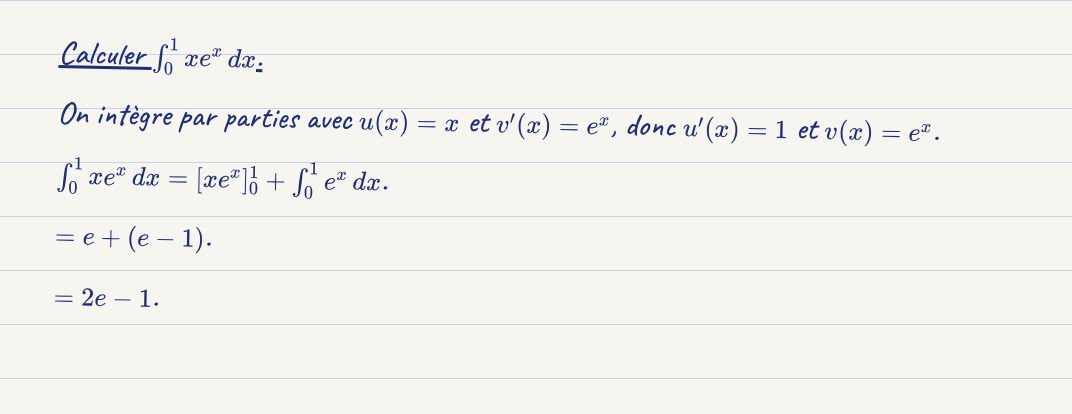 Calculer ∫₀¹ xeˣ dx.
On intègre par parties avec u(x) = x et v′(x) = eˣ, donc u′(x) = 1 et v(x) = eˣ.
∫₀¹ xeˣ dx = [xeˣ]₀¹ + ∫₀¹ eˣ dx.
= e + (e − 1).
= 2e − 1.